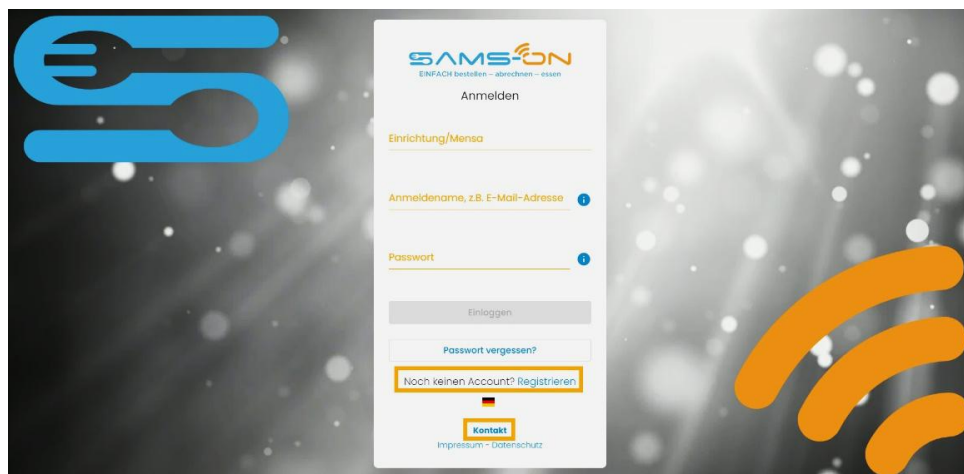 SAMS-ON
EINFACH bestellen – abrechnen – essen
Anmelden
Einrichtung/Mensa
Anmeldename, z.B. E-Mail-Adresse
Passwort
Einloggen
Passwort vergessen?
Noch keinen Account? Registrieren
Kontakt
Impressum - Datenschutz